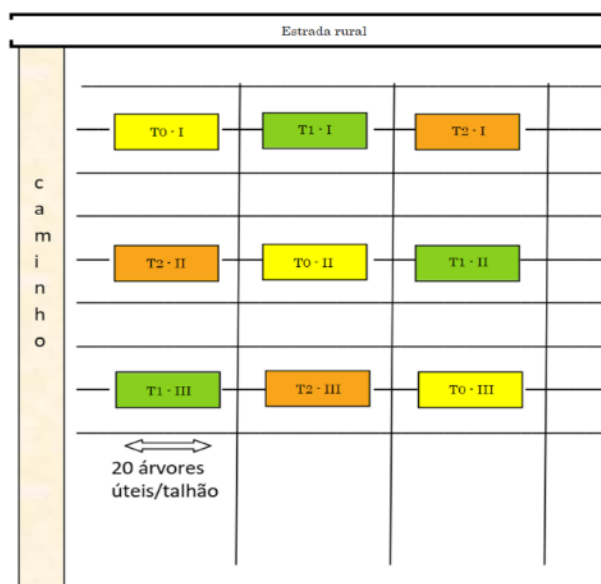 Estrada rural
T0 - I
T1 - I
T2 - I
caminho
T2 - II
T0 - II
T1 - II
T1 - III
T2 - III
T0 - III
20 árvores
úteis/talhão